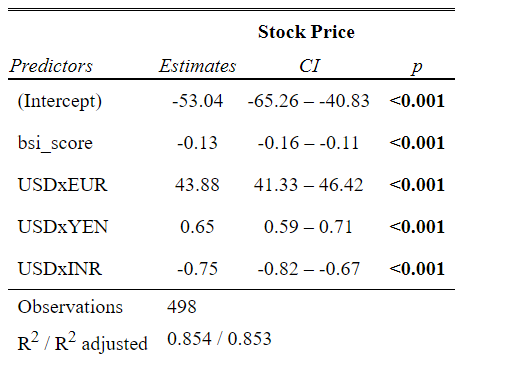 Stock Price
Predictors Estimates CI p
(Intercept) -53.04 -65.26 – -40.83 <0.001
bsi_score -0.13 -0.16 – -0.11 <0.001
USDxEUR 43.88 41.33 – 46.42 <0.001
USDxYEN 0.65 0.59 – 0.71 <0.001
USDxINR -0.75 -0.82 – -0.67 <0.001
Observations 498
R² / R² adjusted 0.854 / 0.853